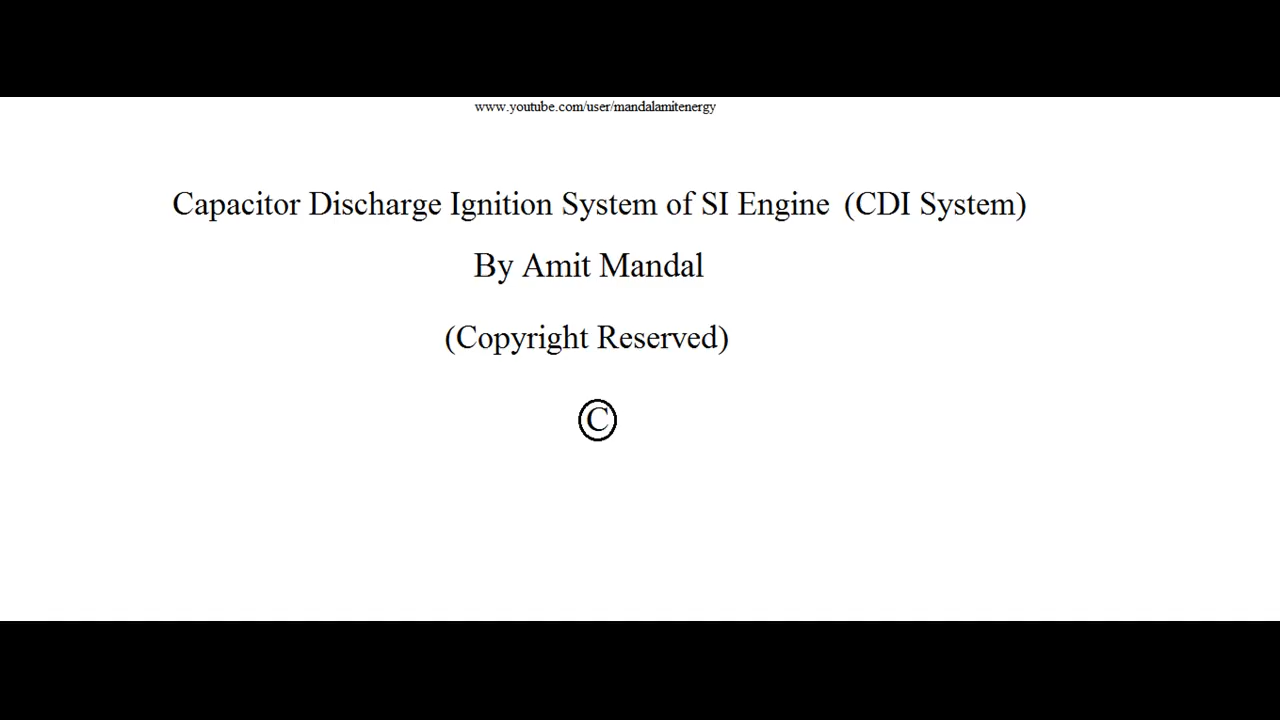 www.youtube.com/user/mandalamitenergy
Capacitor Discharge Ignition System of SI Engine (CDI System)
By Amit Mandal
(Copyright Reserved)
©